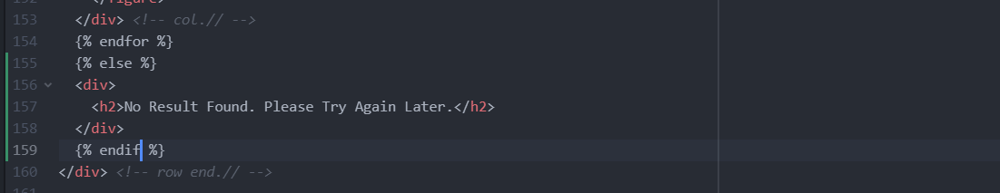 152 </figure>
153 </div> <!-- col.// -->
154 {% endfor %}
155 {% else %}
156 <div>
157 <h2>No Result Found. Please Try Again Later.</h2>
158 </div>
159 {% endif %}
160 </div> <!-- row end.// -->
161